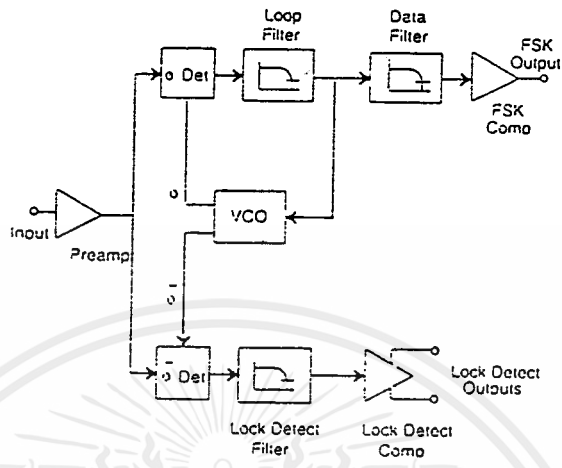 Loop
Filter
Data
Filter
FSK
Output
ø Det
FSK
Comp
ø
VCO
Input
Preamp
ø
Det
Lock Detect
Outputs
Lock Detect
Filter
Lock Detect
Comp